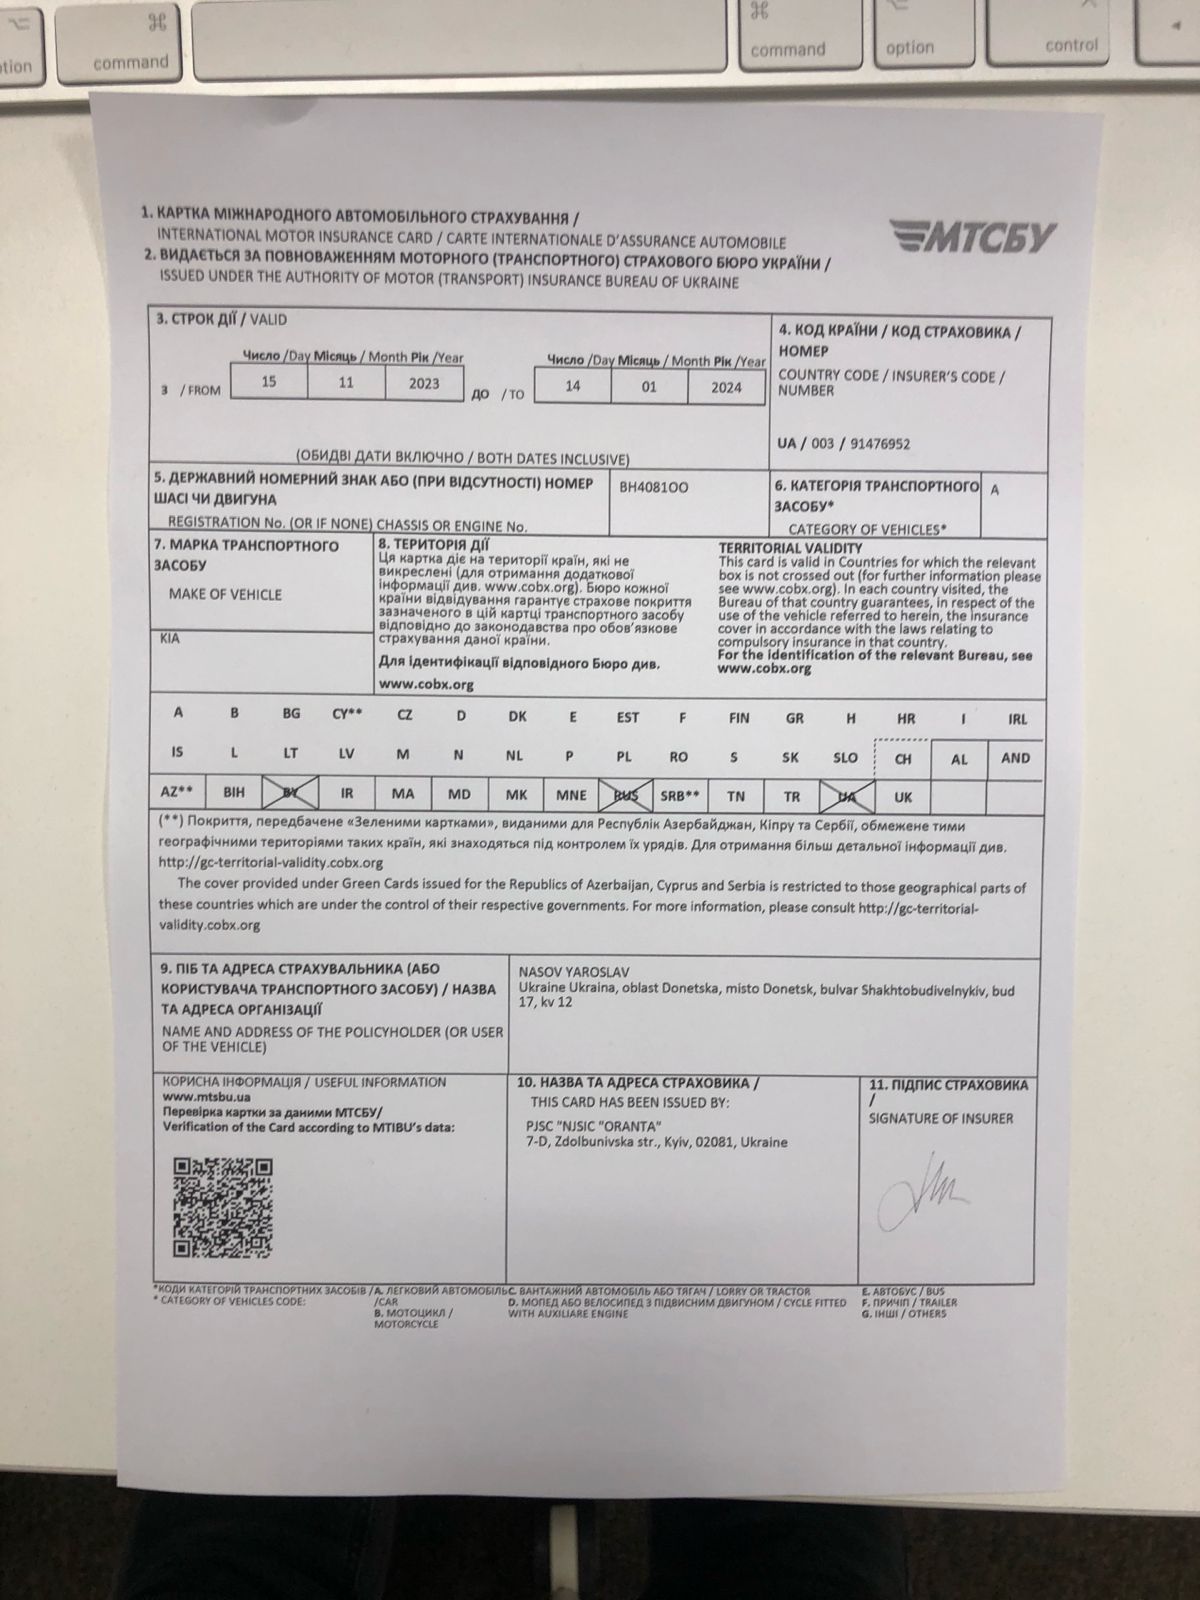 option
⌘
command
⌘
command
option
control
1. КАРТКА МІЖНАРОДНОГО АВТОМОБІЛЬНОГО СТРАХУВАННЯ /
INTERNATIONAL MOTOR INSURANCE CARD / CARTE INTERNATIONALE D'ASSURANCE AUTOMOBILE
2. ВИДАЄТЬСЯ ЗА ПОВНОВАЖЕННЯМ МОТОРНОГО (ТРАНСПОРТНОГО) СТРАХОВОГО БЮРО УКРАЇНИ /
ISSUED UNDER THE AUTHORITY OF MOTOR (TRANSPORT) INSURANCE BUREAU OF UKRAINE
МТСБУ
3. СТРОК ДІЇ / VALID
Число /Day Місяць / Month Рік /Year
Число /Day Місяць / Month Рік /Year
З / FROM 15 11 2023 ДО / TO 14 01 2024
(ОБИДВІ ДАТИ ВКЛЮЧНО / BOTH DATES INCLUSIVE)
4. КОД КРАЇНИ / КОД СТРАХОВИКА /
НОМЕР
COUNTRY CODE / INSURER'S CODE /
NUMBER
UA / 003 / 91476952
5. ДЕРЖАВНИЙ НОМЕРНИЙ ЗНАК АБО (ПРИ ВІДСУТНОСТІ) НОМЕР
ШАСІ ЧИ ДВИГУНА
REGISTRATION No. (OR IF NONE) CHASSIS OR ENGINE No.
BH4081OO
6. КАТЕГОРІЯ ТРАНСПОРТНОГО
ЗАСОБУ*
CATEGORY OF VEHICLES*
A
7. МАРКА ТРАНСПОРТНОГО
ЗАСОБУ
MAKE OF VEHICLE
KIA
8. ТЕРИТОРІЯ ДІЇ
Ця картка діє на території країн, які не
викреслені (для отримання додаткової
інформації див. www.cobx.org). Бюро кожної
країни відвідування гарантує страхове покриття
зазначеного в цій картці транспортного засобу
відповідно до законодавства про обов'язкове
страхування даної країни.
Для ідентифікації відповідного Бюро див.
www.cobx.org
TERRITORIAL VALIDITY
This card is valid in Countries for which the relevant
box is not crossed out (for further information please
see www.cobx.org). In each country visited, the
Bureau of that country guarantees, in respect of the
use of the vehicle referred to herein, the insurance
cover in accordance with the laws relating to
compulsory insurance in that country.
For the identification of the relevant Bureau, see
www.cobx.org
A B BG CY** CZ D DK E EST F FIN GR H HR I IRL
IS L LT LV M N NL P PL RO S SK SLO CH AL AND
AZ** BIH BY IR MA MD MK MNE RUS SRB** TN TR UA UK
(**) Покриття, передбачене «Зеленими картками», виданими для Республік Азербайджан, Кіпру та Сербії, обмежене тими
географічними територіями таких країн, які знаходяться під контролем їх урядів. Для отримання більш детальної інформації див.
http://gc-territorial-validity.cobx.org
The cover provided under Green Cards issued for the Republics of Azerbaijan, Cyprus and Serbia is restricted to those geographical parts of
these countries which are under the control of their respective governments. For more information, please consult http://gc-territorial-
validity.cobx.org
9. ПІБ ТА АДРЕСА СТРАХУВАЛЬНИКА (АБО
КОРИСТУВАЧА ТРАНСПОРТНОГО ЗАСОБУ) / НАЗВА
ТА АДРЕСА ОРГАНІЗАЦІЇ
NAME AND ADDRESS OF THE POLICYHOLDER (OR USER
OF THE VEHICLE)
NASOV YAROSLAV
Ukraine Ukraina, oblast Donetska, misto Donetsk, bulvar Shakhtobudivelnykiv, bud
17, kv 12
КОРИСНА ІНФОРМАЦІЯ / USEFUL INFORMATION
www.mtsbu.ua
Перевірка картки за даними МТСБУ/
Verification of the Card according to MTIBU's data:
10. НАЗВА ТА АДРЕСА СТРАХОВИКА /
THIS CARD HAS BEEN ISSUED BY:
PJSC "NJSIC "ORANTA"
7-D, Zdolbunivska str., Kyiv, 02081, Ukraine
11. ПІДПИС СТРАХОВИКА
/
SIGNATURE OF INSURER
*КОДИ КАТЕГОРІЙ ТРАНСПОРТНИХ ЗАСОБІВ /
* CATEGORY OF VEHICLES CODE:
A. ЛЕГКОВИЙ АВТОМОБІЛЬ
/CAR
B. МОТОЦИКЛ /
MOTORCYCLE
C. ВАНТАЖНИЙ АВТОМОБІЛЬ АБО ТЯГАЧ / LORRY OR TRACTOR
D. МОПЕД АБО ВЕЛОСИПЕД З ПІДВИСНИМ ДВИГУНОМ / CYCLE FITTED
WITH AUXILIARE ENGINE
E. АВТОБУС / BUS
F. ПРИЧІП / TRAILER
G. ІНШІ / OTHERS